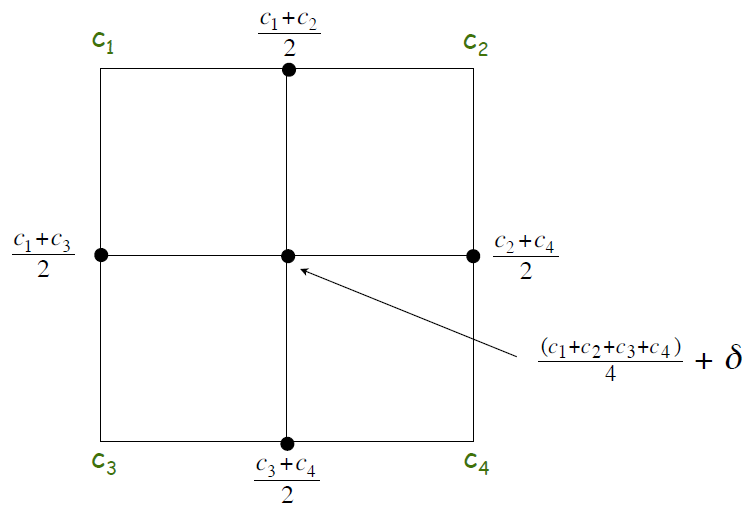 c₁+c₂
2
c₁
c₂
c₁+c₃
2
c₂+c₄
2
(c₁+c₂+c₃+c₄)
4
+ δ
c₃
c₃+c₄
2
c₄